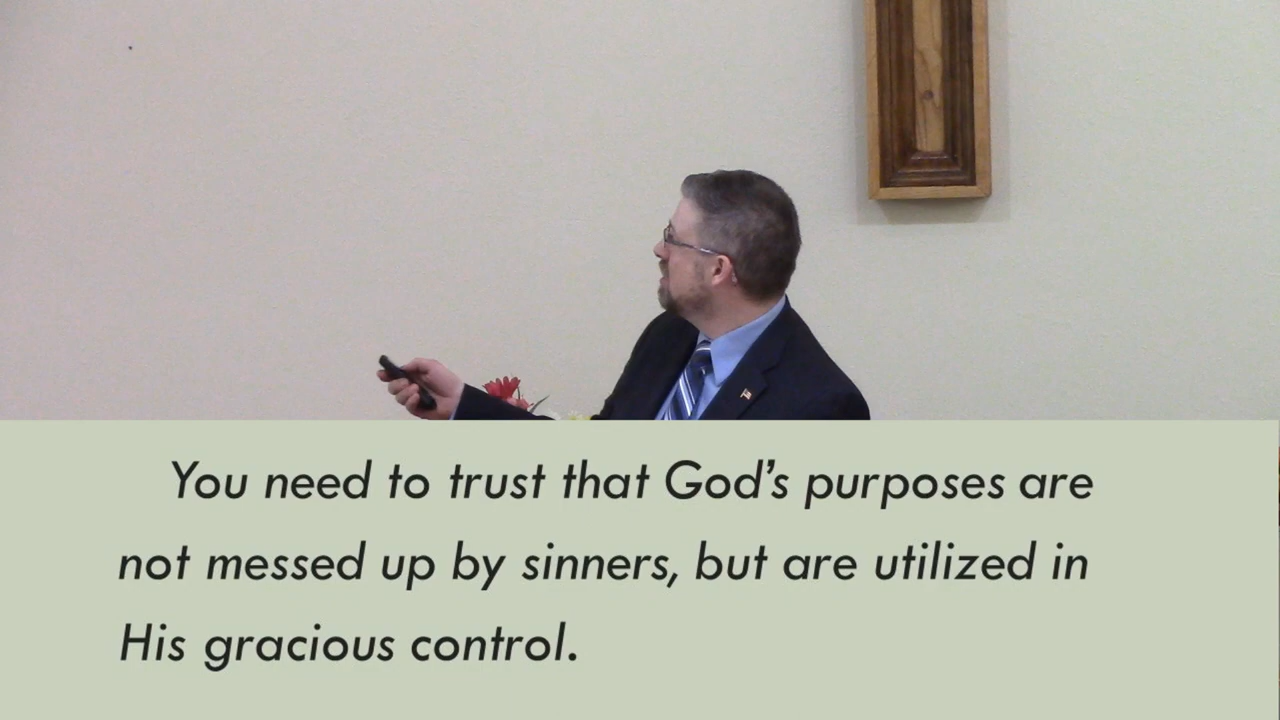 You need to trust that God’s purposes are
not messed up by sinners, but are utilized in
His gracious control.